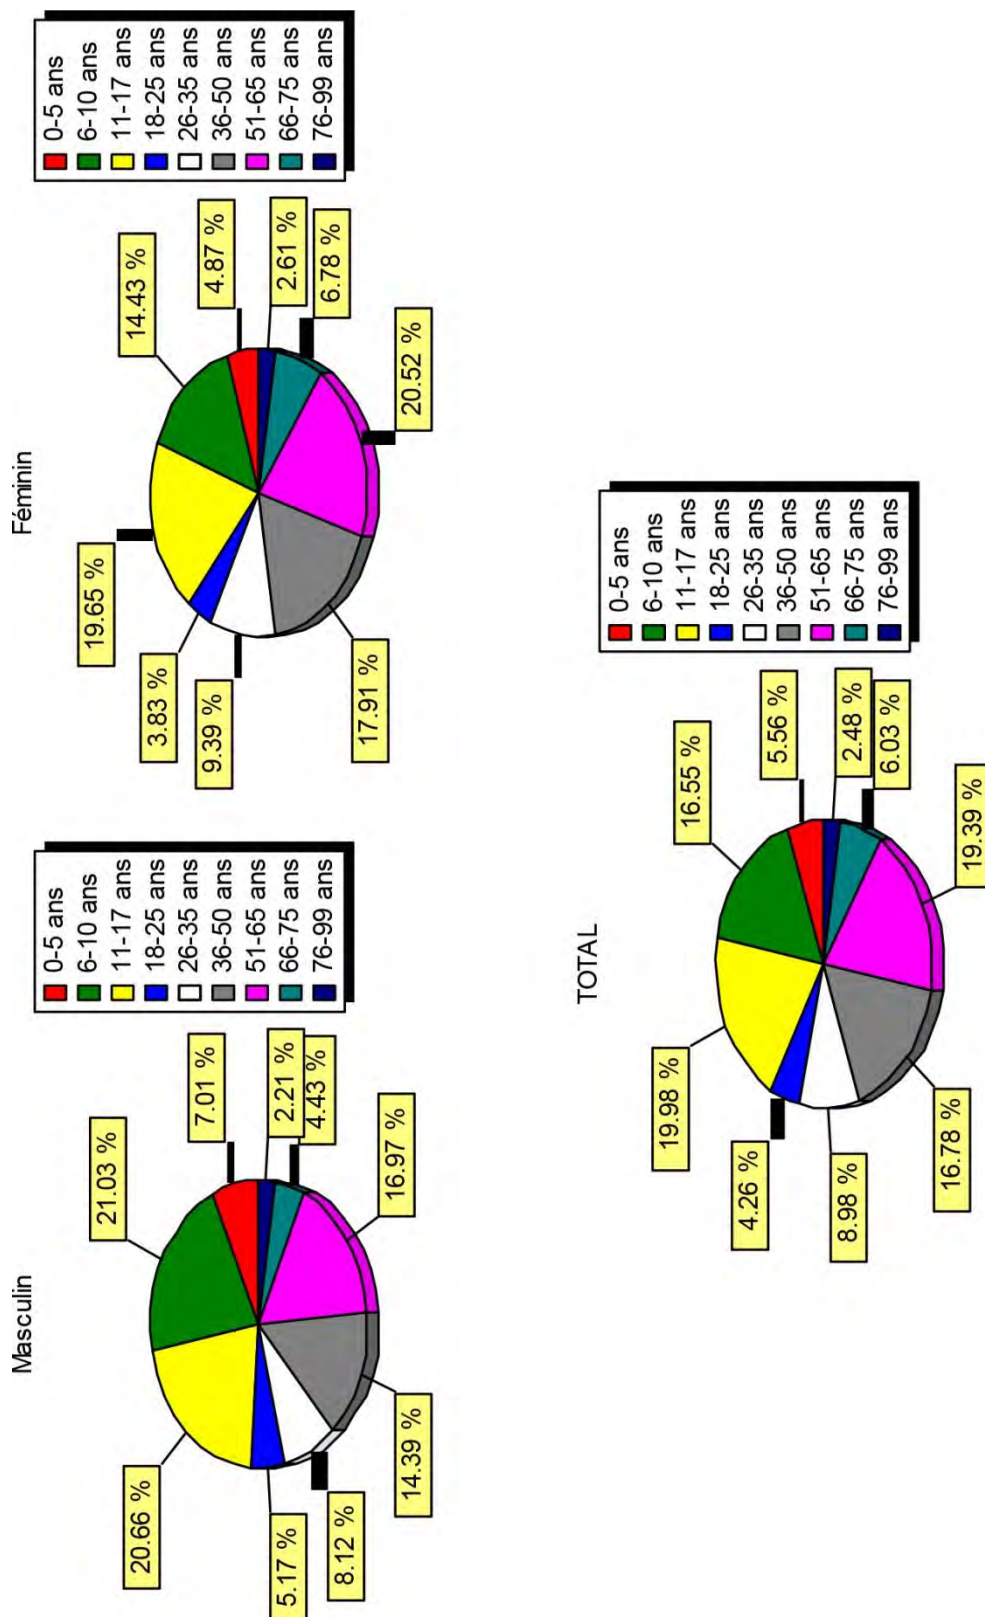 Masculin
21.03 %
7.01 %
20.66 %
2.21 %
4.43 %
5.17 %
8.12 %
14.39 %
16.97 %
0-5 ans
6-10 ans
11-17 ans
18-25 ans
26-35 ans
36-50 ans
51-65 ans
66-75 ans
76-99 ans
Féminin
19.65 %
14.43 %
3.83 %
4.87 %
9.39 %
2.61 %
6.78 %
17.91 %
20.52 %
0-5 ans
6-10 ans
11-17 ans
18-25 ans
26-35 ans
36-50 ans
51-65 ans
66-75 ans
76-99 ans
TOTAL
19.98 %
16.55 %
4.26 %
5.56 %
8.98 %
2.48 %
6.03 %
16.78 %
19.39 %
0-5 ans
6-10 ans
11-17 ans
18-25 ans
26-35 ans
36-50 ans
51-65 ans
66-75 ans
76-99 ans